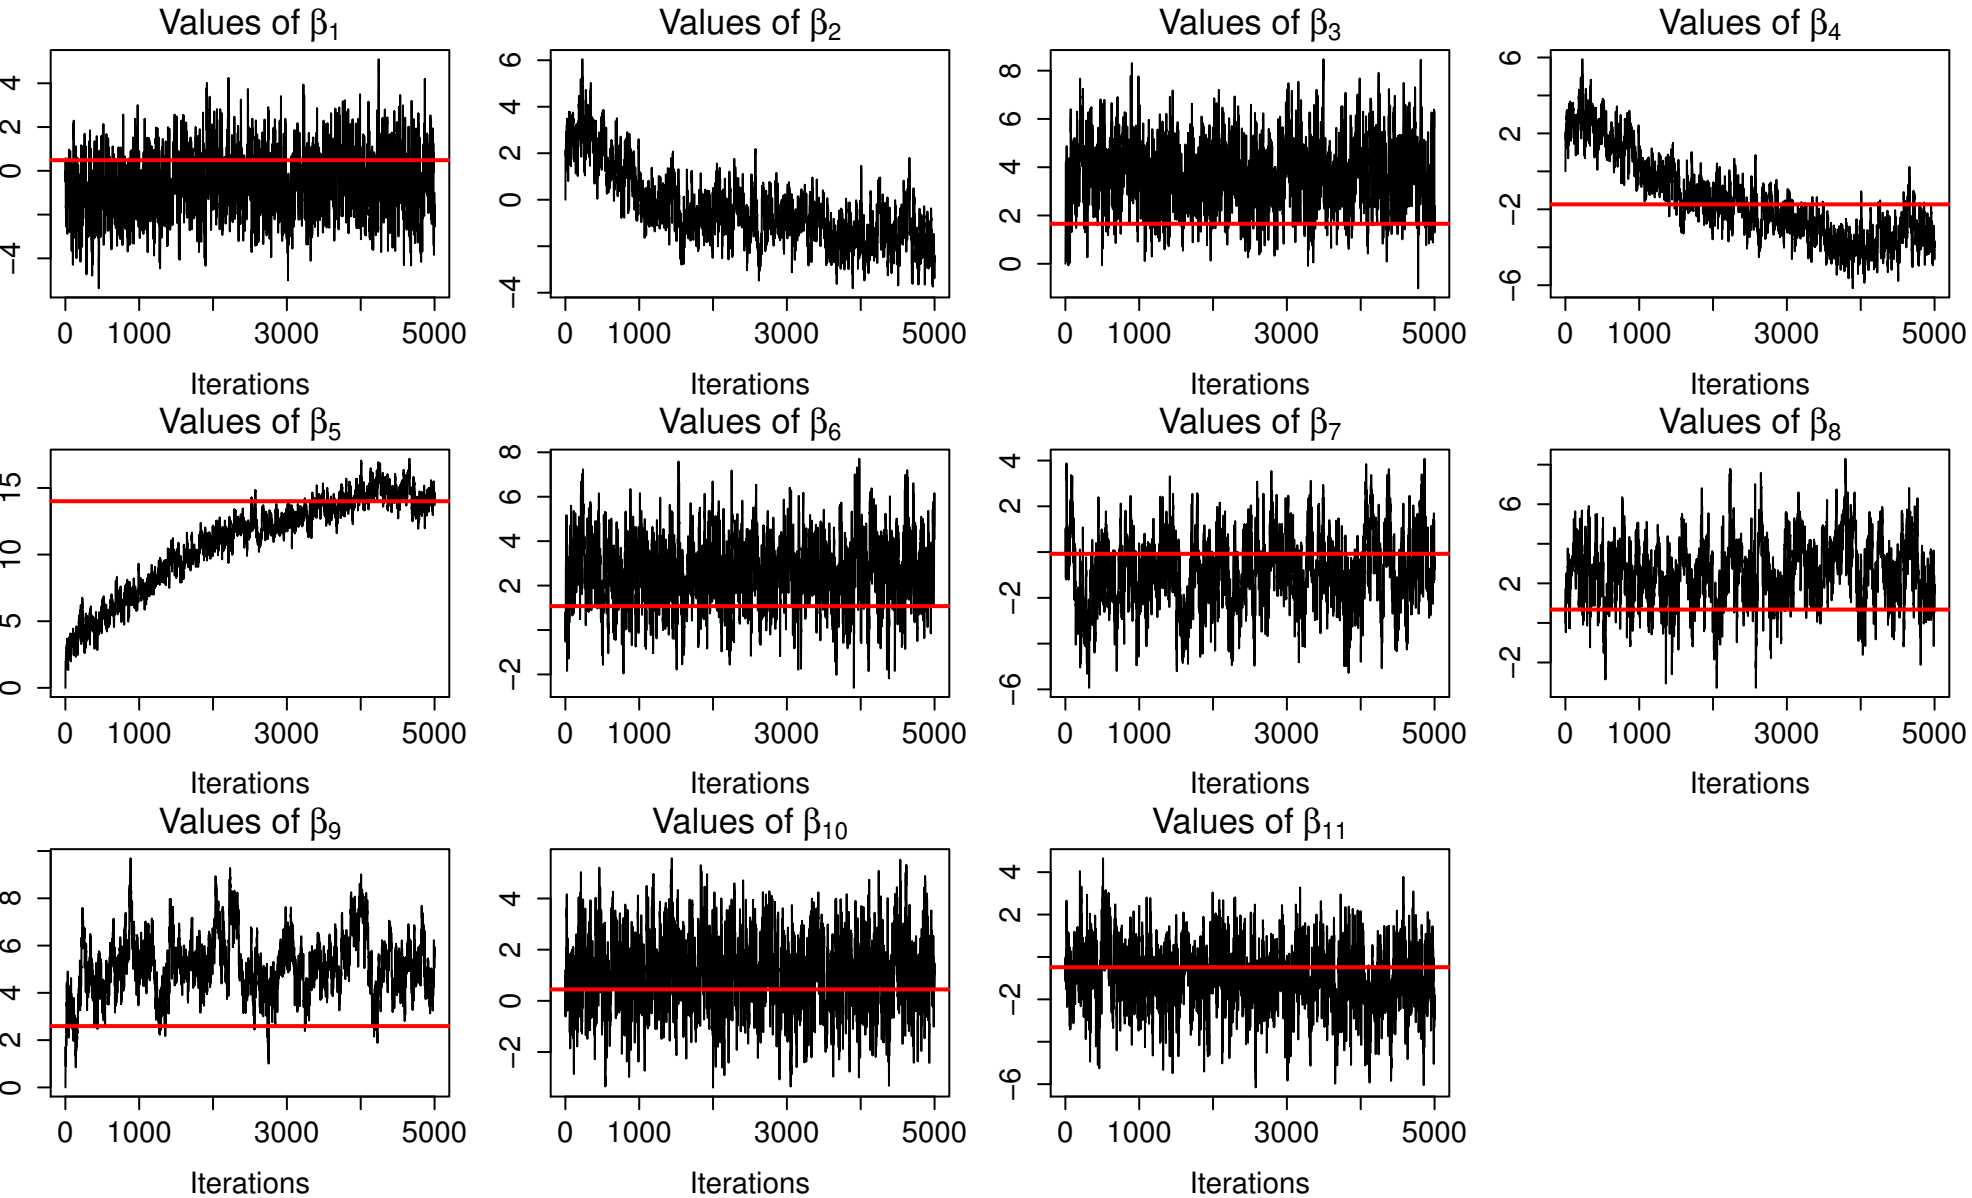 Values of β1
Values of β2
Values of β3
Values of β4
4
2
0
−4
0 1000 3000 5000
Iterations
6
4
2
0
−4
0 1000 3000 5000
Iterations
8
6
4
2
0
0 1000 3000 5000
Iterations
6
2
−2
−6
0 1000 3000 5000
Iterations
Values of β5
Values of β6
Values of β7
Values of β8
15
10
5
0
0 1000 3000 5000
Iterations
8
6
4
2
−2
0 1000 3000 5000
Iterations
4
2
−2
−6
0 1000 3000 5000
Iterations
6
2
−2
0 1000 3000 5000
Iterations
Values of β9
Values of β10
Values of β11
8
6
4
2
0
0 1000 3000 5000
Iterations
4
2
0
−2
0 1000 3000 5000
Iterations
4
2
−2
−6
0 1000 3000 5000
Iterations